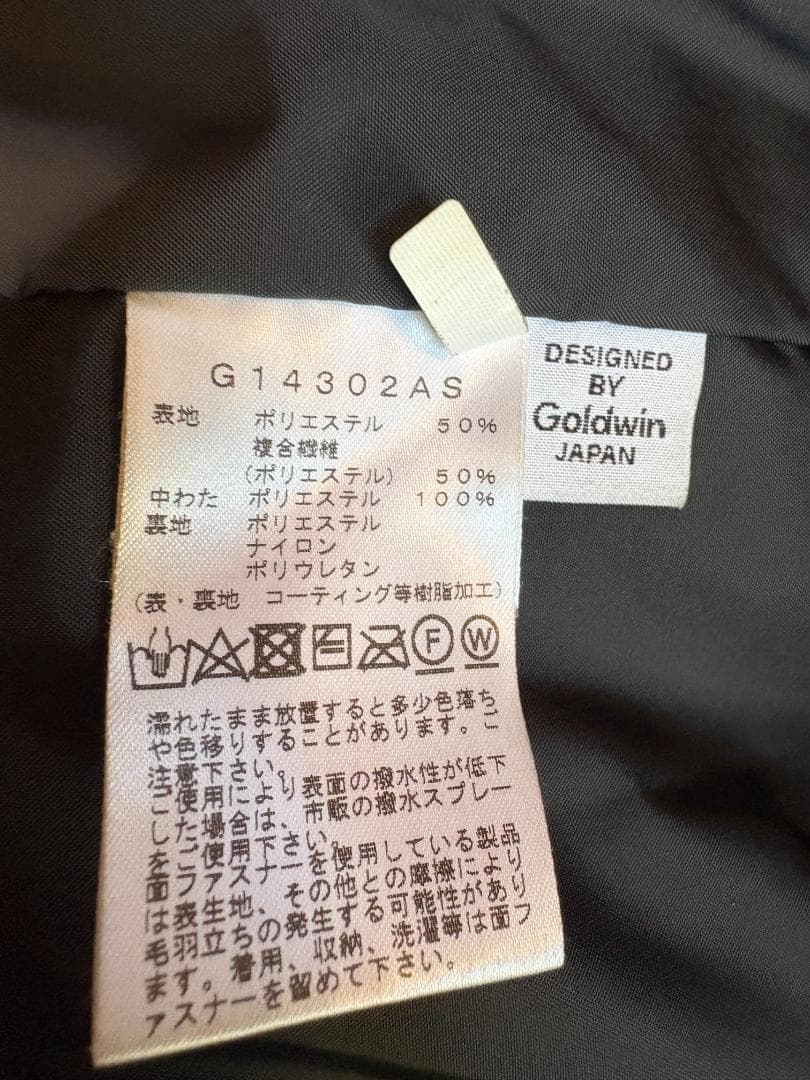 G14302AS
表地 ポリエステル 50%
複合繊維
(ポリエステル) 50%
中わた ポリエステル 100%
裏地 ポリエステル
ナイロン
ポリウレタン
(表・裏地 コーティング等樹脂加工)
F W
濡れたまま放置すると多少色落ち
や色移りすることがあります。ご
注意下さい。
ご使用により表面の撥水性が低下
した場合は、市販の撥水スプレー
をご使用下さい。
面ファスナーを使用している製品
は表生地、その他との摩擦により
毛羽立ちの発生する可能性があり
ます。着用、収納、洗濯等は面フ
ァスナーを留めて下さい。
DESIGNED
BY
Goldwin
JAPAN